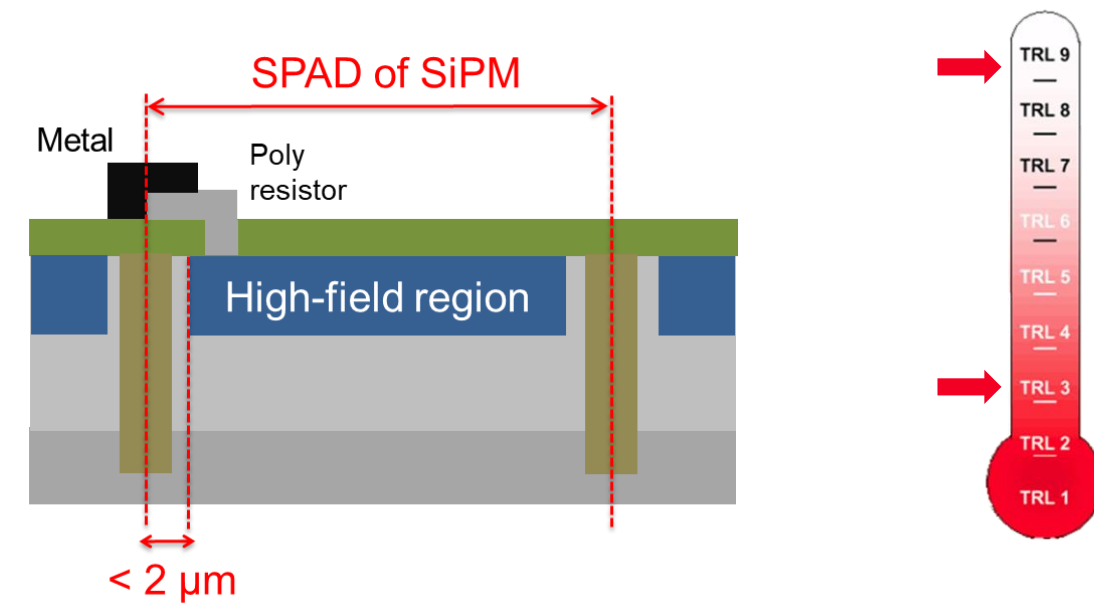 SPAD of SiPM
Metal
Poly
resistor
High-field region
< 2 µm
TRL 9
TRL 8
TRL 7
TRL 6
TRL 5
TRL 4
TRL 3
TRL 2
TRL 1